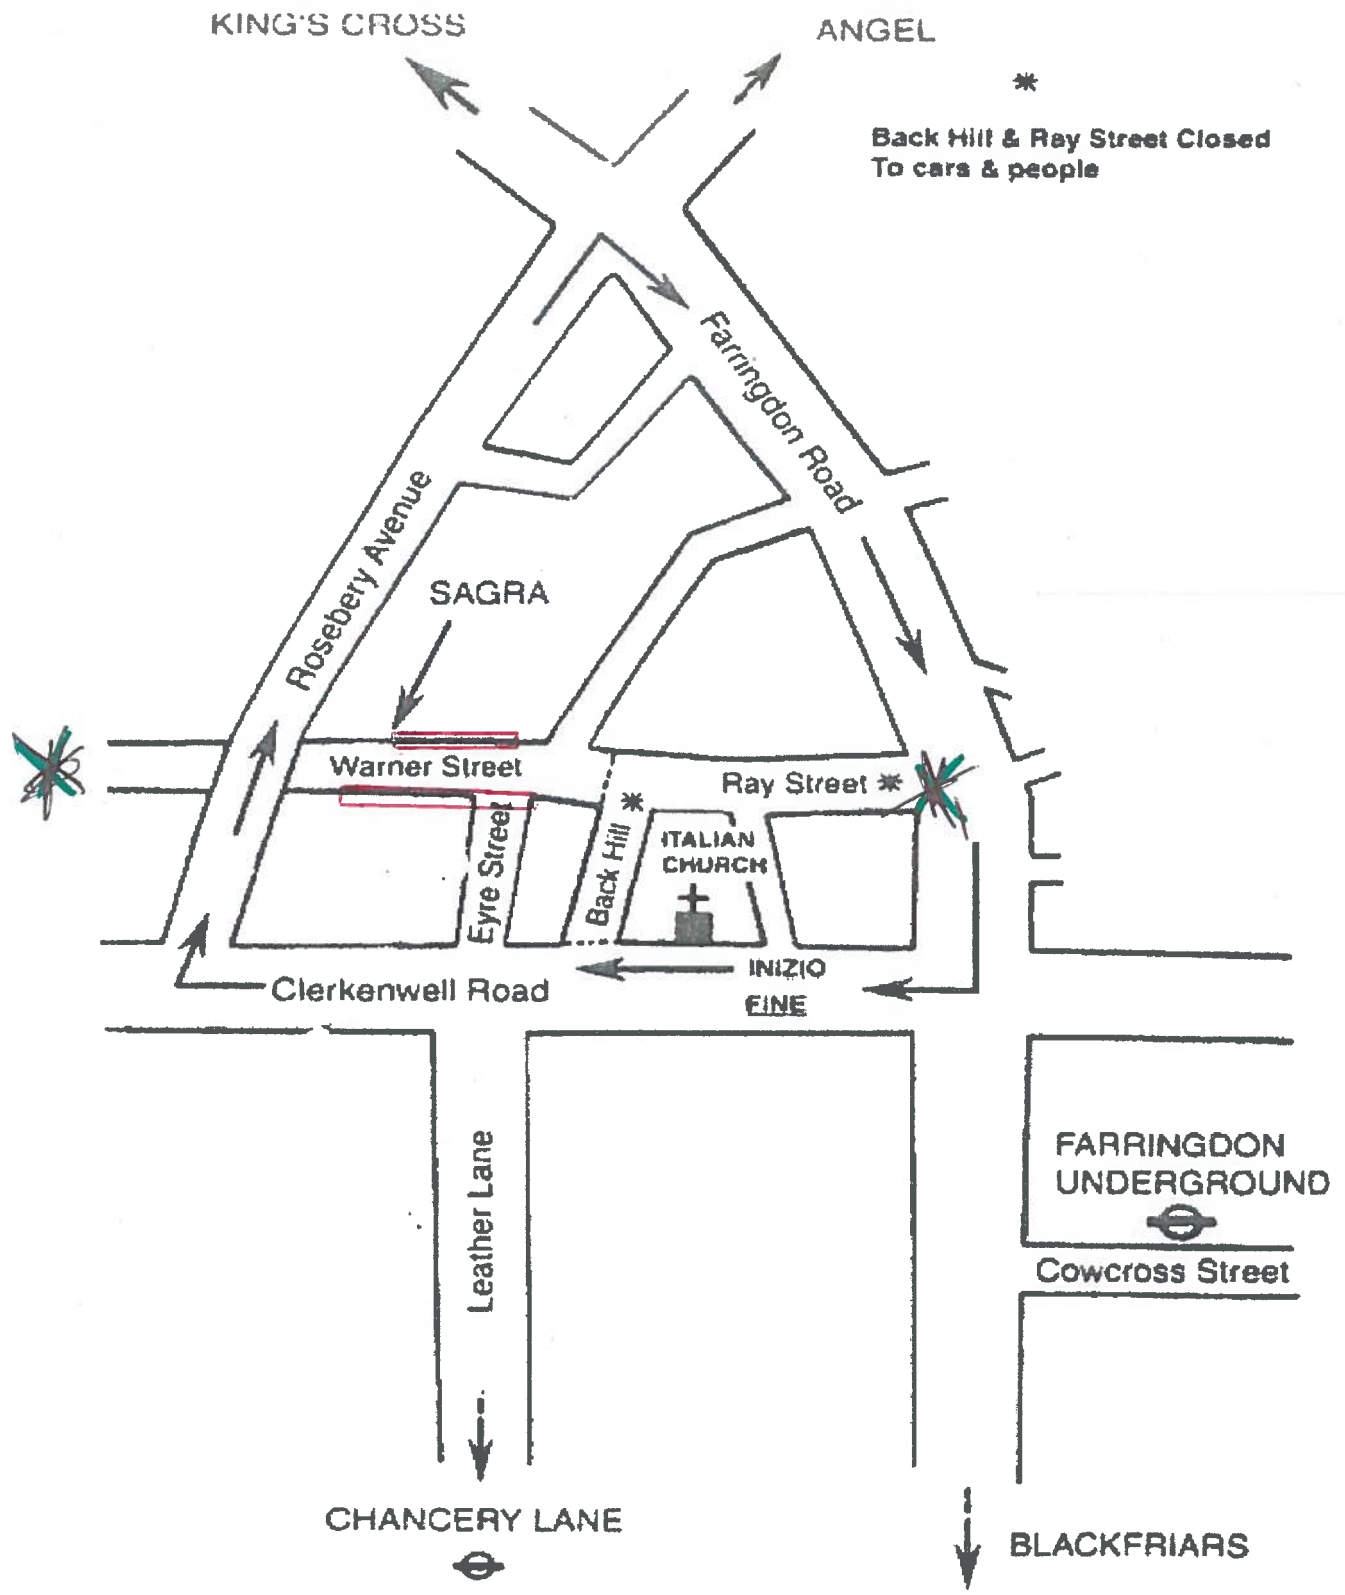 KING'S CROSS
ANGEL
*
Back Hill & Ray Street Closed
To cars & people
Farringdon Road
Rosebery Avenue
SAGRA
Warner Street
Ray Street *
*
Eyre Street
Back Hill
ITALIAN
CHURCH
INIZIO
FINE
Clerkenwell Road
Leather Lane
FARRINGDON
UNDERGROUND
Cowcross Street
CHANCERY LANE
BLACKFRIARS